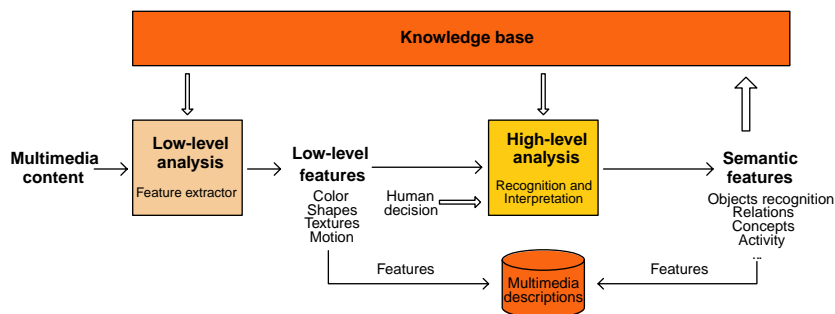 Knowledge base
Multimedia
content
Low-level
analysis
Feature extractor
Low-level
features
Color
Shapes
Textures
Motion
Human
decision
High-level
analysis
Recognition and
Interpretation
Semantic
features
Objects recognition
Relations
Concepts
Activity
...
Features
Multimedia
descriptions
Features